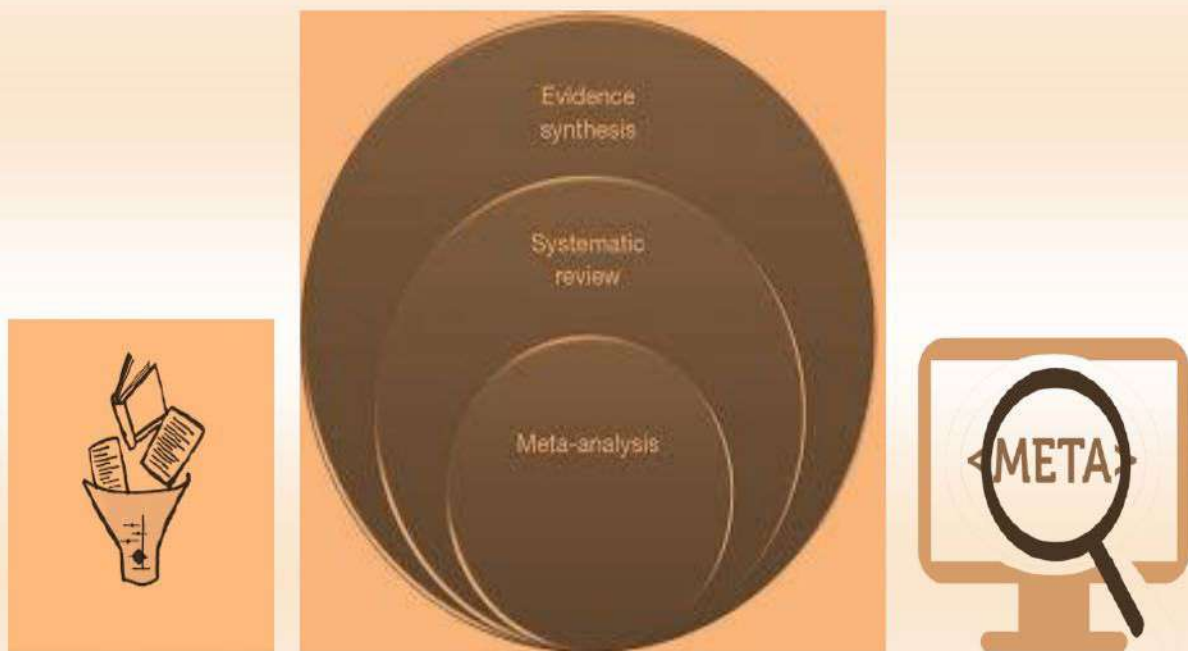 Evidence
synthesis
Systematic
review
Meta-analysis
<META>